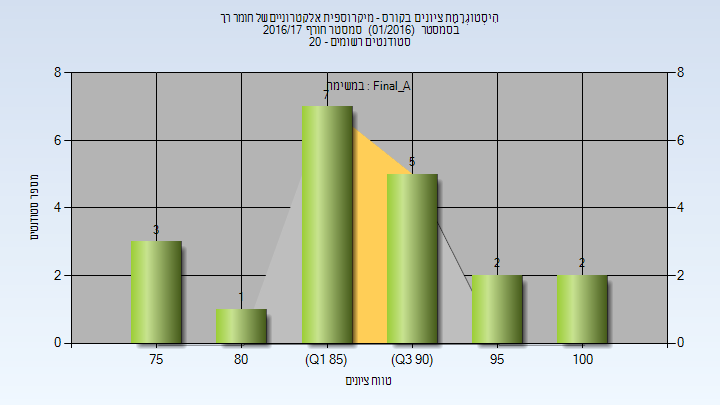 היסטוגרמת ציונים בקורס - מיקרוסקופית אלקטרוניים של חומר רך
בסמסטר (01/2016) סמסטר חורף 2016/17
סטודנטים רשומים - 20
במשימה : Final_A
8
6
4
2
0
8
6
4
2
0
3
1
7
5
2
2
75
80
(Q1 85)
(Q3 90)
95
100
מספר סטודנטים
טווח ציונים